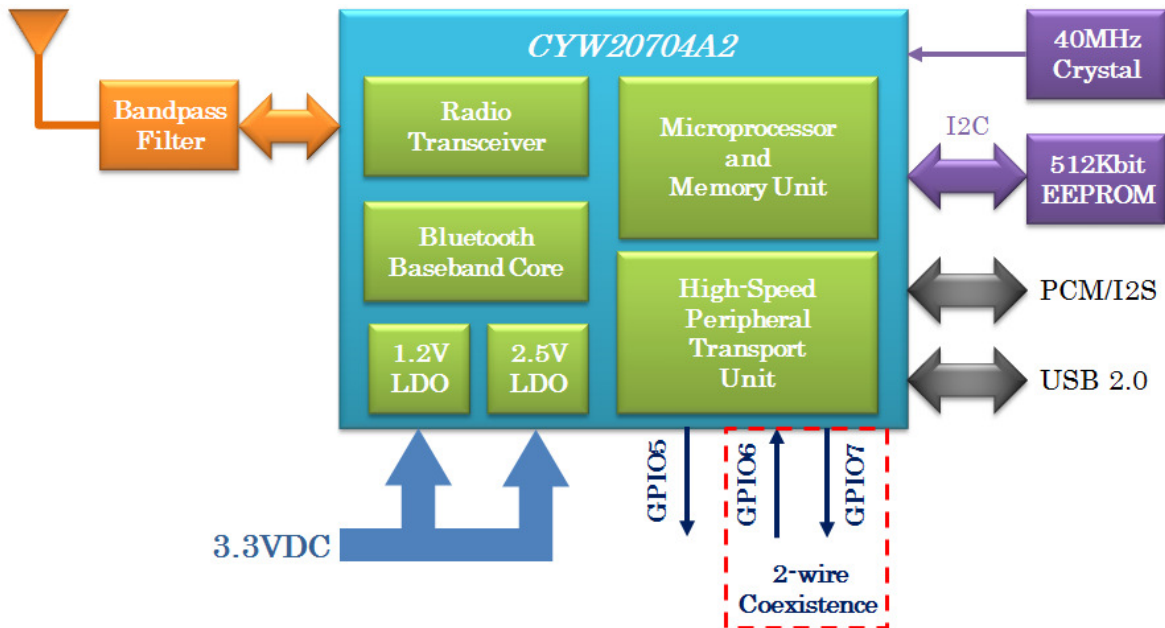 CYW20704A2
Bandpass
Filter
Radio
Transceiver
Bluetooth
Baseband Core
1.2V
LDO
2.5V
LDO
Microprocessor
and
Memory Unit
High-Speed
Peripheral
Transport
Unit
40MHz
Crystal
I2C
512Kbit
EEPROM
PCM/I2S
USB 2.0
3.3VDC
GPIO5
GPIO6
GPIO7
2-wire
Coexistence